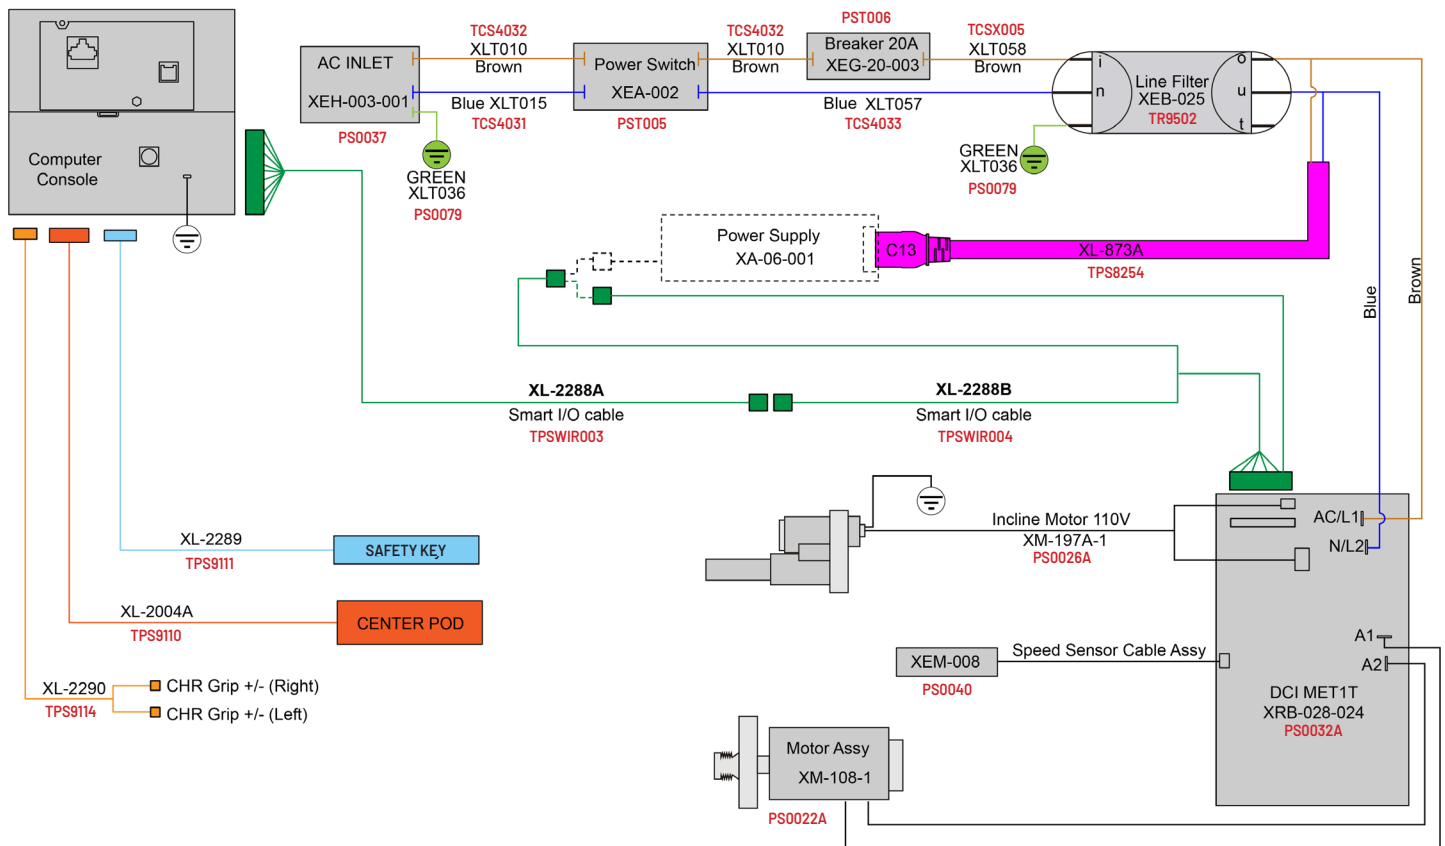 Computer
Console
AC INLET
XEH-003-001
PS0037
TCS4032
XLT010
Brown
Blue XLT015
TCS4031
GREEN
XLT036
PS0079
Power Switch
XEA-002
PST005
TCS4032
XLT010
Brown
PST006
Breaker 20A
XEG-20-003
TCSX005
XLT058
Brown
Blue XLT057
TCS4033
GREEN
XLT036
PS0079
i
n
Line Filter
XEB-025
TR9502
o
u
t
Power Supply
XA-06-001
C13
XL-873A
TPS8254
Blue
Brown
XL-2288A
Smart I/O cable
TPSWIR003
XL-2288B
Smart I/O cable
TPSWIR004
XL-2289
TPS9111
SAFETY KEY
XL-2004A
TPS9110
CENTER POD
XL-2290
TPS9114
CHR Grip +/- (Right)
CHR Grip +/- (Left)
Incline Motor 110V
XM-197A-1
PS0026A
AC/L1
N/L2
XEM-008
PS0040
Speed Sensor Cable Assy
A1
A2
DCI MET1T
XRB-028-024
PS0032A
Motor Assy
XM-108-1
PS0022A